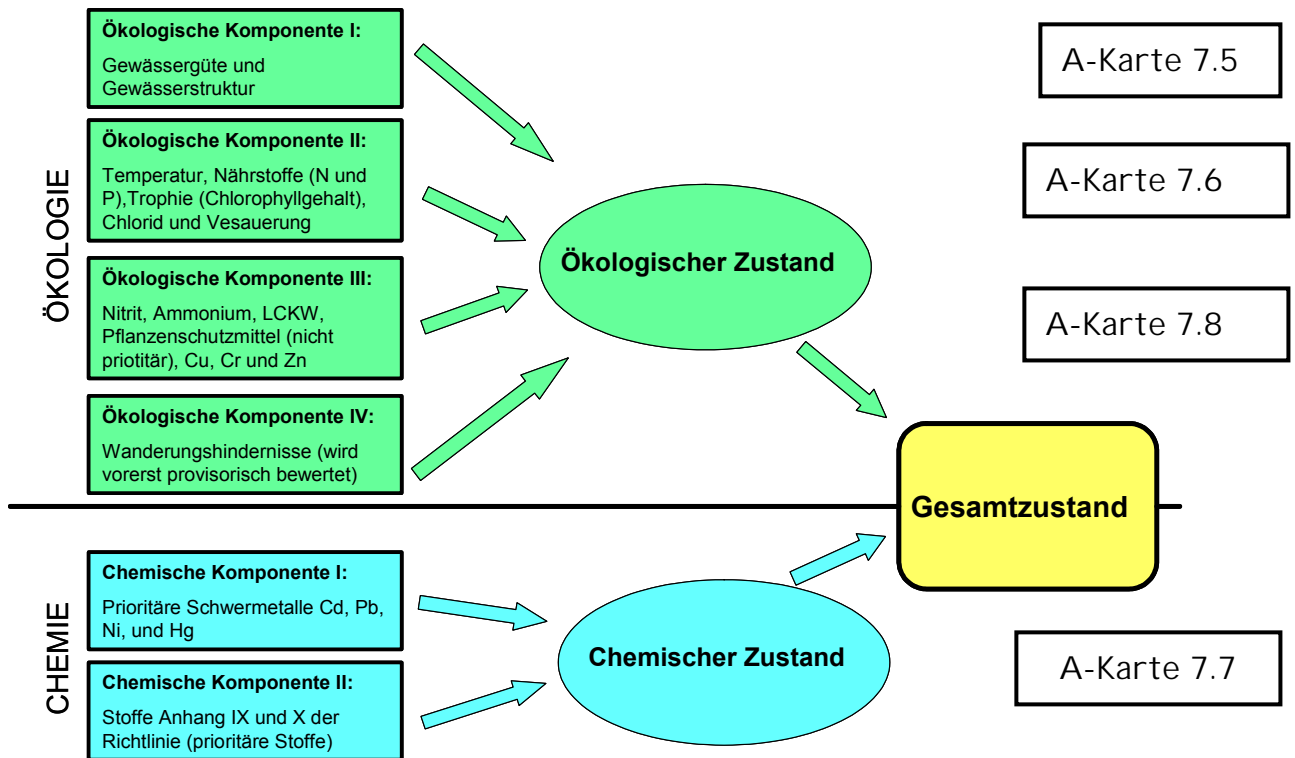 ÖKOLOGIE
Ökologische Komponente I:
Gewässergüte und
Gewässerstruktur
Ökologische Komponente II:
Temperatur, Nährstoffe (N und
P),Trophie (Chlorophyllgehalt),
Chlorid und Vesauerung
Ökologische Komponente III:
Nitrit, Ammonium, LCKW,
Pflanzenschutzmittel (nicht
priotitär), Cu, Cr und Zn
Ökologische Komponente IV:
Wanderungshindernisse (wird
vorerst provisorisch bewertet)
Ökologischer Zustand
A-Karte 7.5
A-Karte 7.6
A-Karte 7.8
Gesamtzustand
CHEMIE
Chemische Komponente I:
Prioritäre Schwermetalle Cd, Pb,
Ni, und Hg
Chemische Komponente II:
Stoffe Anhang IX und X der
Richtlinie (prioritäre Stoffe)
Chemischer Zustand
A-Karte 7.7